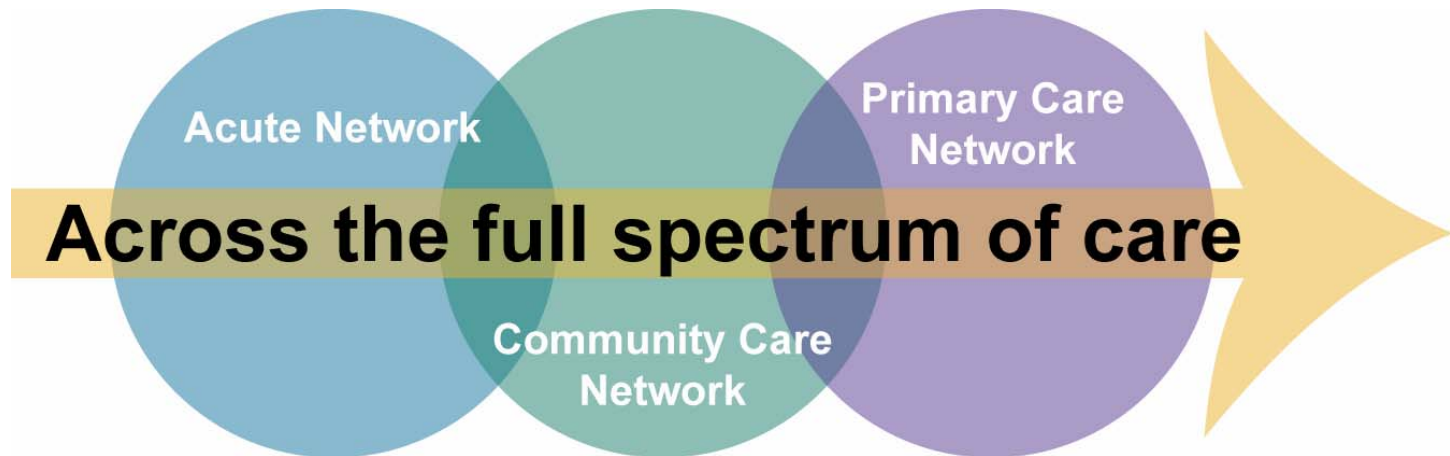 Acute Network
Primary Care
Network
Across the full spectrum of care
Community Care
Network